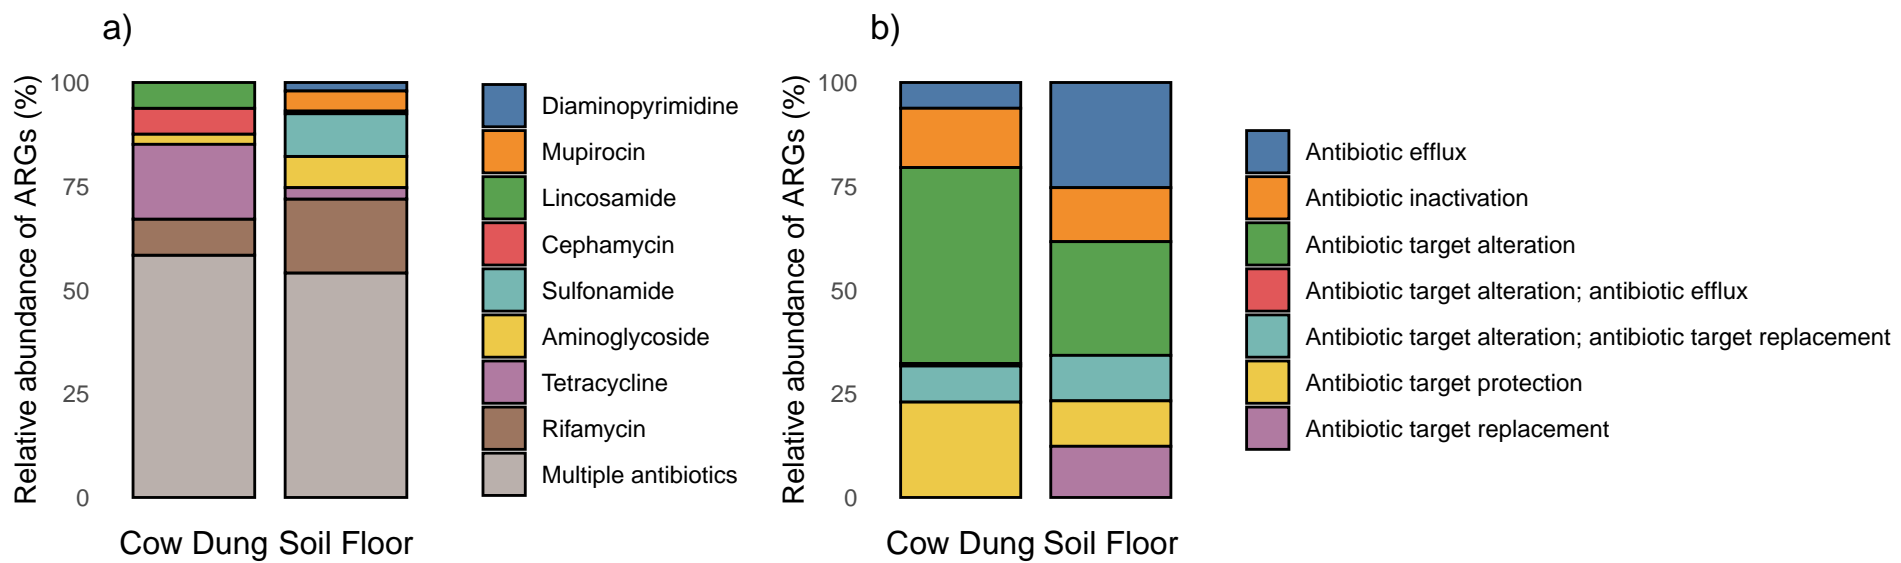 a)
Relative abundance of ARGs (%)
100
75
50
25
0
Cow Dung
Soil Floor
Diaminopyrimidine
Mupirocin
Lincosamide
Cephamycin
Sulfonamide
Aminoglycoside
Tetracycline
Rifamycin
Multiple antibiotics
b)
Relative abundance of ARGs (%)
100
75
50
25
0
Cow Dung
Soil Floor
Antibiotic efflux
Antibiotic inactivation
Antibiotic target alteration
Antibiotic target alteration; antibiotic efflux
Antibiotic target alteration; antibiotic target replacement
Antibiotic target protection
Antibiotic target replacement